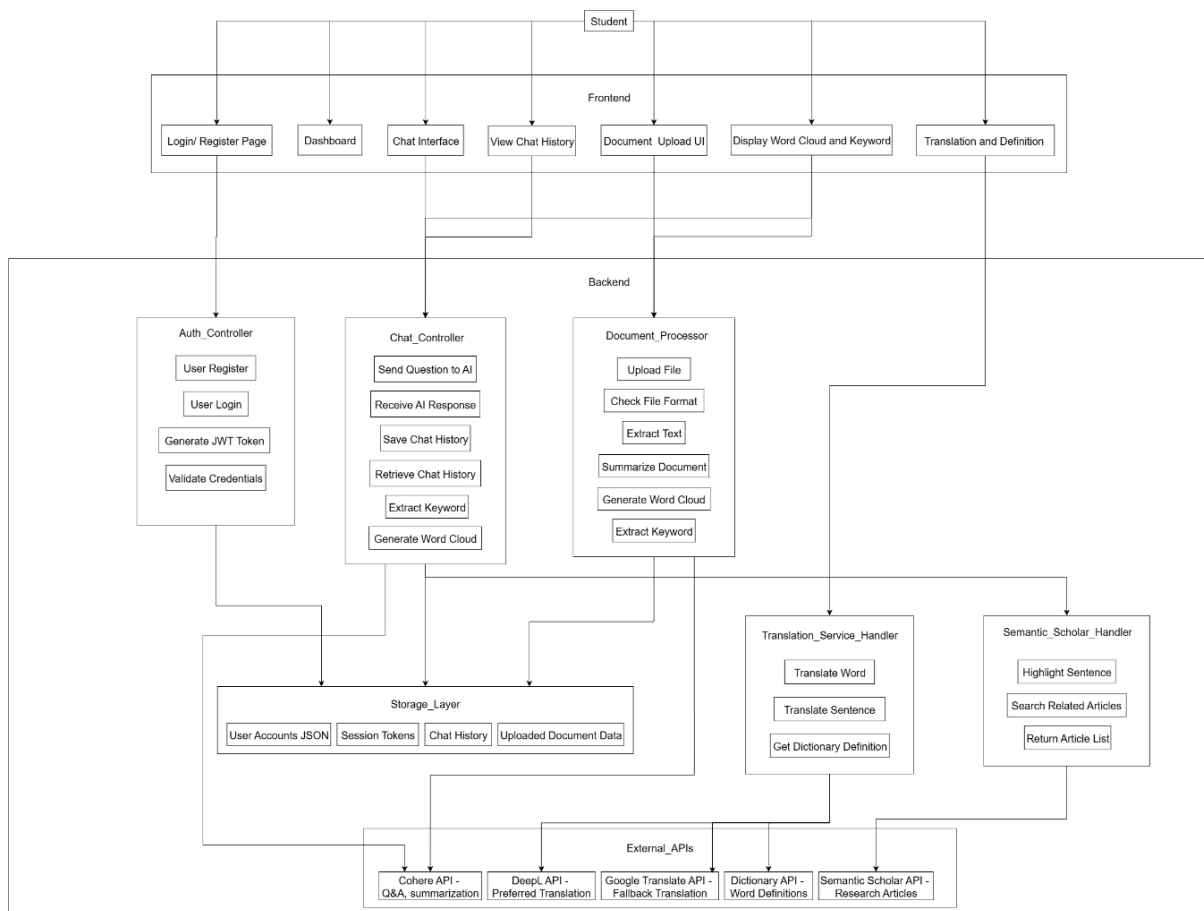 Student
Frontend
Login/ Register Page
Dashboard
Chat Interface
View Chat History
Document Upload UI
Display Word Cloud and Keyword
Translation and Definition
Backend
Auth_Controller
User Register
User Login
Generate JWT Token
Validate Credentials
Chat_Controller
Send Question to AI
Receive AI Response
Save Chat History
Retrieve Chat History
Extract Keyword
Generate Word Cloud
Document_Processor
Upload File
Check File Format
Extract Text
Summarize Document
Generate Word Cloud
Extract Keyword
Translation_Service_Handler
Translate Word
Translate Sentence
Get Dictionary Definition
Semantic_Scholar_Handler
Highlight Sentence
Search Related Articles
Return Article List
Storage_Layer
User Accounts JSON
Session Tokens
Chat History
Uploaded Document Data
External_APIs
Cohere API -
Q&A, summarization
DeepL API -
Preferred Translation
Google Translate API -
Fallback Translation
Dictionary API -
Word Definitions
Semantic Scholar API -
Research Articles